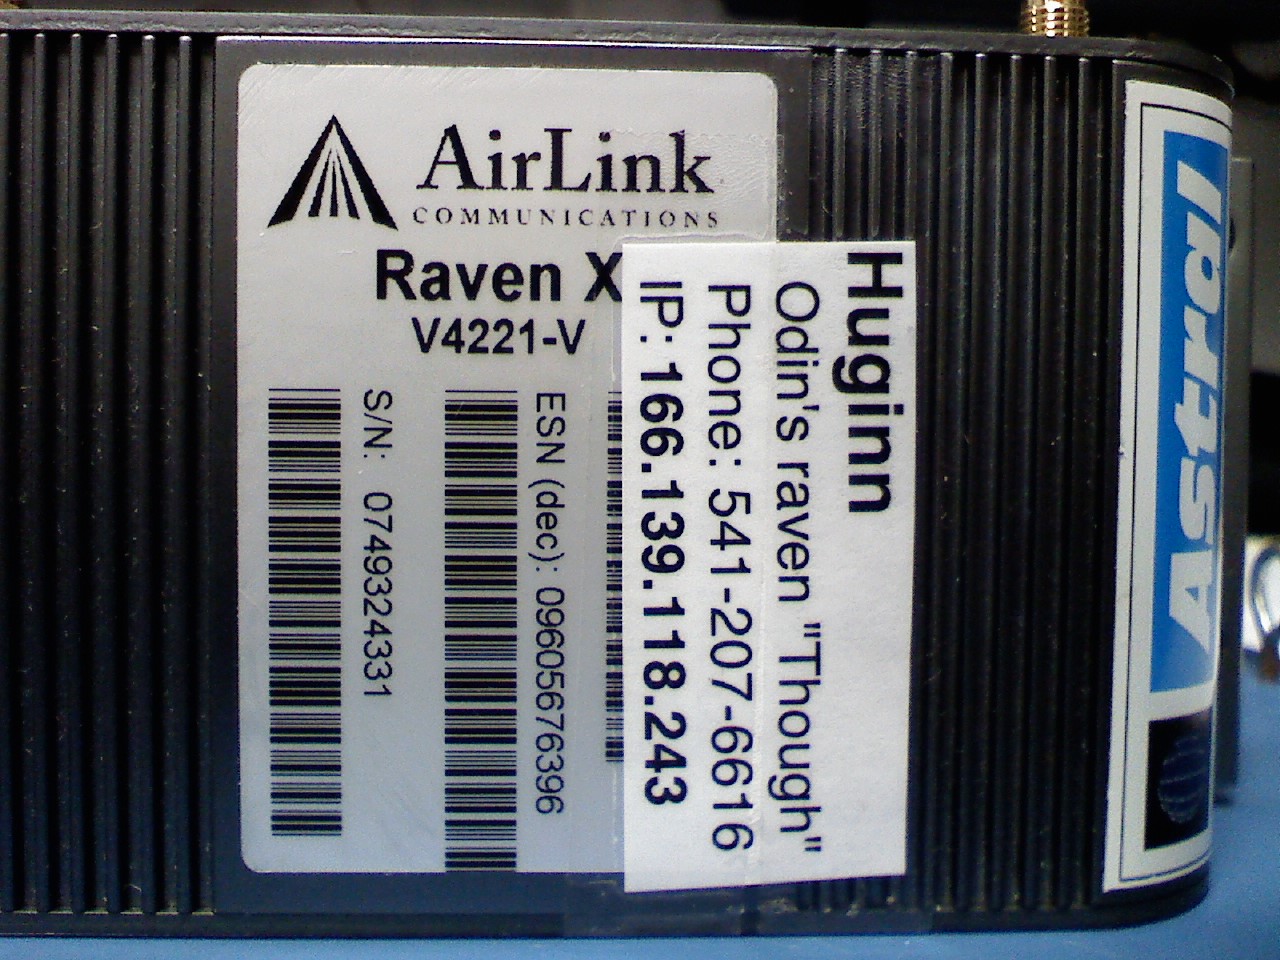 AirLink
COMMUNICATIONS
Raven X
V4221-V
S/N: 0749324331
ESN (dec): 09605676396
Huginn
Odin's raven "Though"
Phone: 541-207-6616
IP: 166.139.118.243
Astral